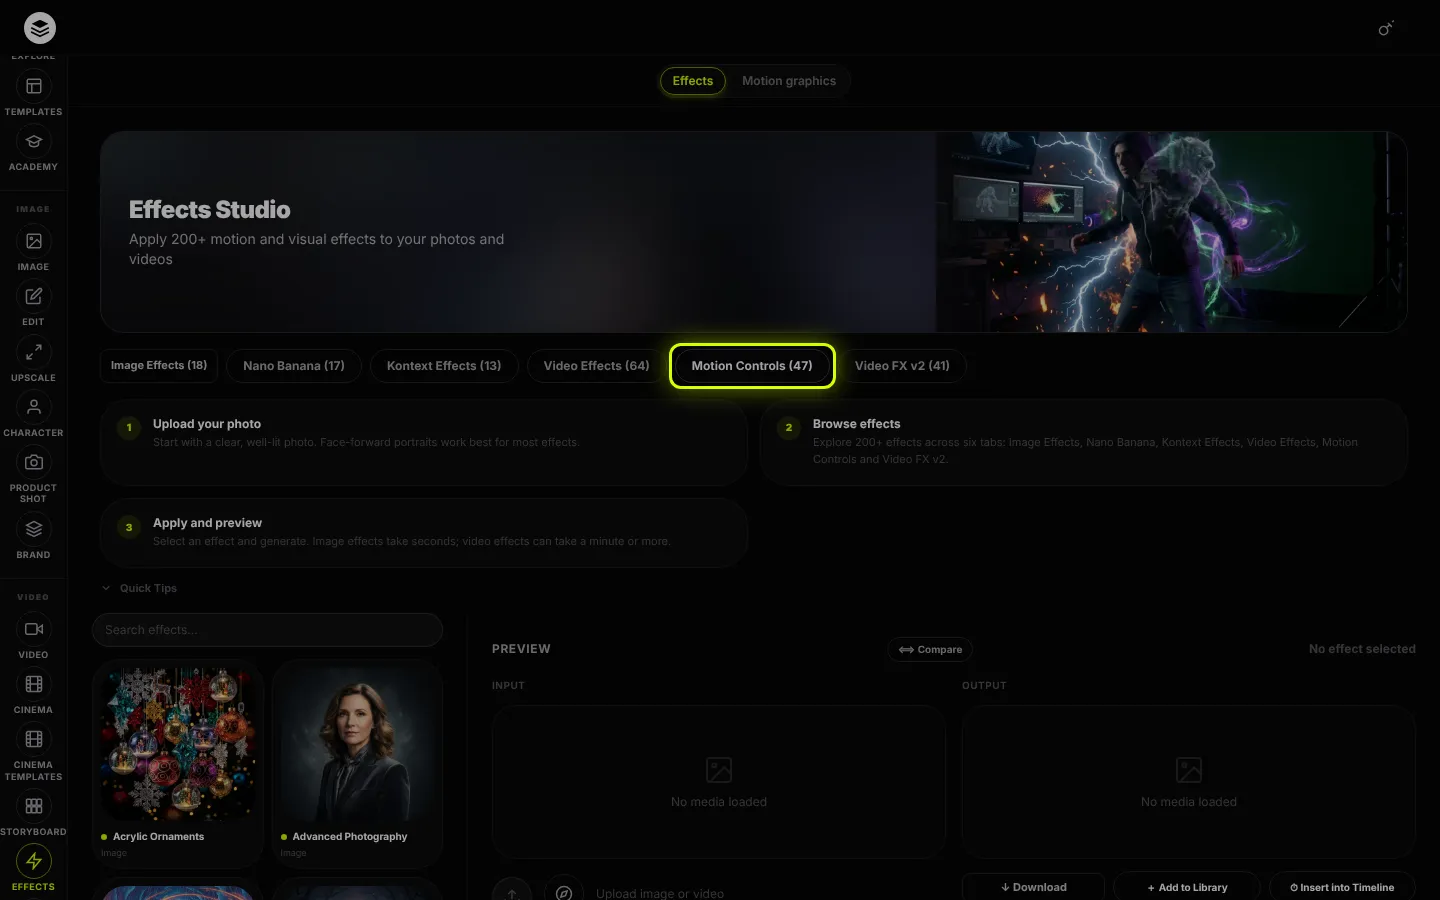 EXPLORE
TEMPLATES
ACADEMY
IMAGE
IMAGE
EDIT
UPSCALE
CHARACTER
PRODUCT
SHOT
BRAND
VIDEO
VIDEO
CINEMA
CINEMA
TEMPLATES
STORYBOARD
EFFECTS
Effects
Motion graphics
Effects Studio
Apply 200+ motion and visual effects to your photos and
videos
Image Effects (18)
Nano Banana (17)
Kontext Effects (13)
Video Effects (64)
Motion Controls (47)
Video FX v2 (41)
1
Upload your photo
Start with a clear, well-lit photo. Face-forward portraits work best for most effects.
2
Browse effects
Explore 200+ effects across six tabs: Image Effects, Nano Banana, Kontext Effects, Video Effects, Motion
Controls and Video FX v2.
3
Apply and preview
Select an effect and generate. Image effects take seconds; video effects can take a minute or more.
Quick Tips
Search effects...
Acrylic Ornaments
Image
Advanced Photography
Image
PREVIEW
Compare
No effect selected
INPUT
OUTPUT
No media loaded
No media loaded
Upload image or video
Download
+ Add to Library
Insert into Timeline